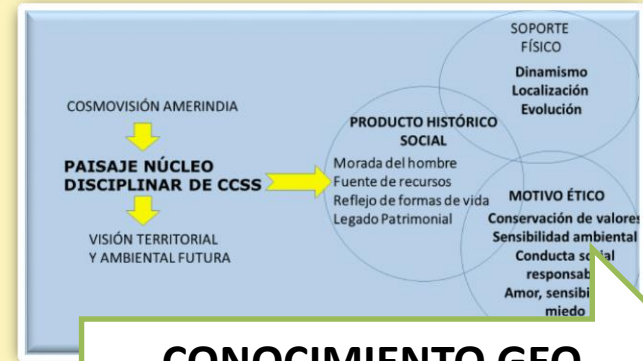 SOPORTE
FÍSICO
Dinamismo
Localización
Evolución
COSMOVISIÓN AMERINDIA
PRODUCTO HISTÓRICO
SOCIAL
Morada del hombre
Fuente de recursos
Reflejo de formas de vida
Legado Patrimonial
PAISAJE NÚCLEO
DISCIPLINAR DE CCSS
MOTIVO ÉTICO
Conservación de valores
Sensibilidad ambiental
Conducta
Amor,
miedo
VISIÓN TERRITORIAL
Y AMBIENTAL FUTURA